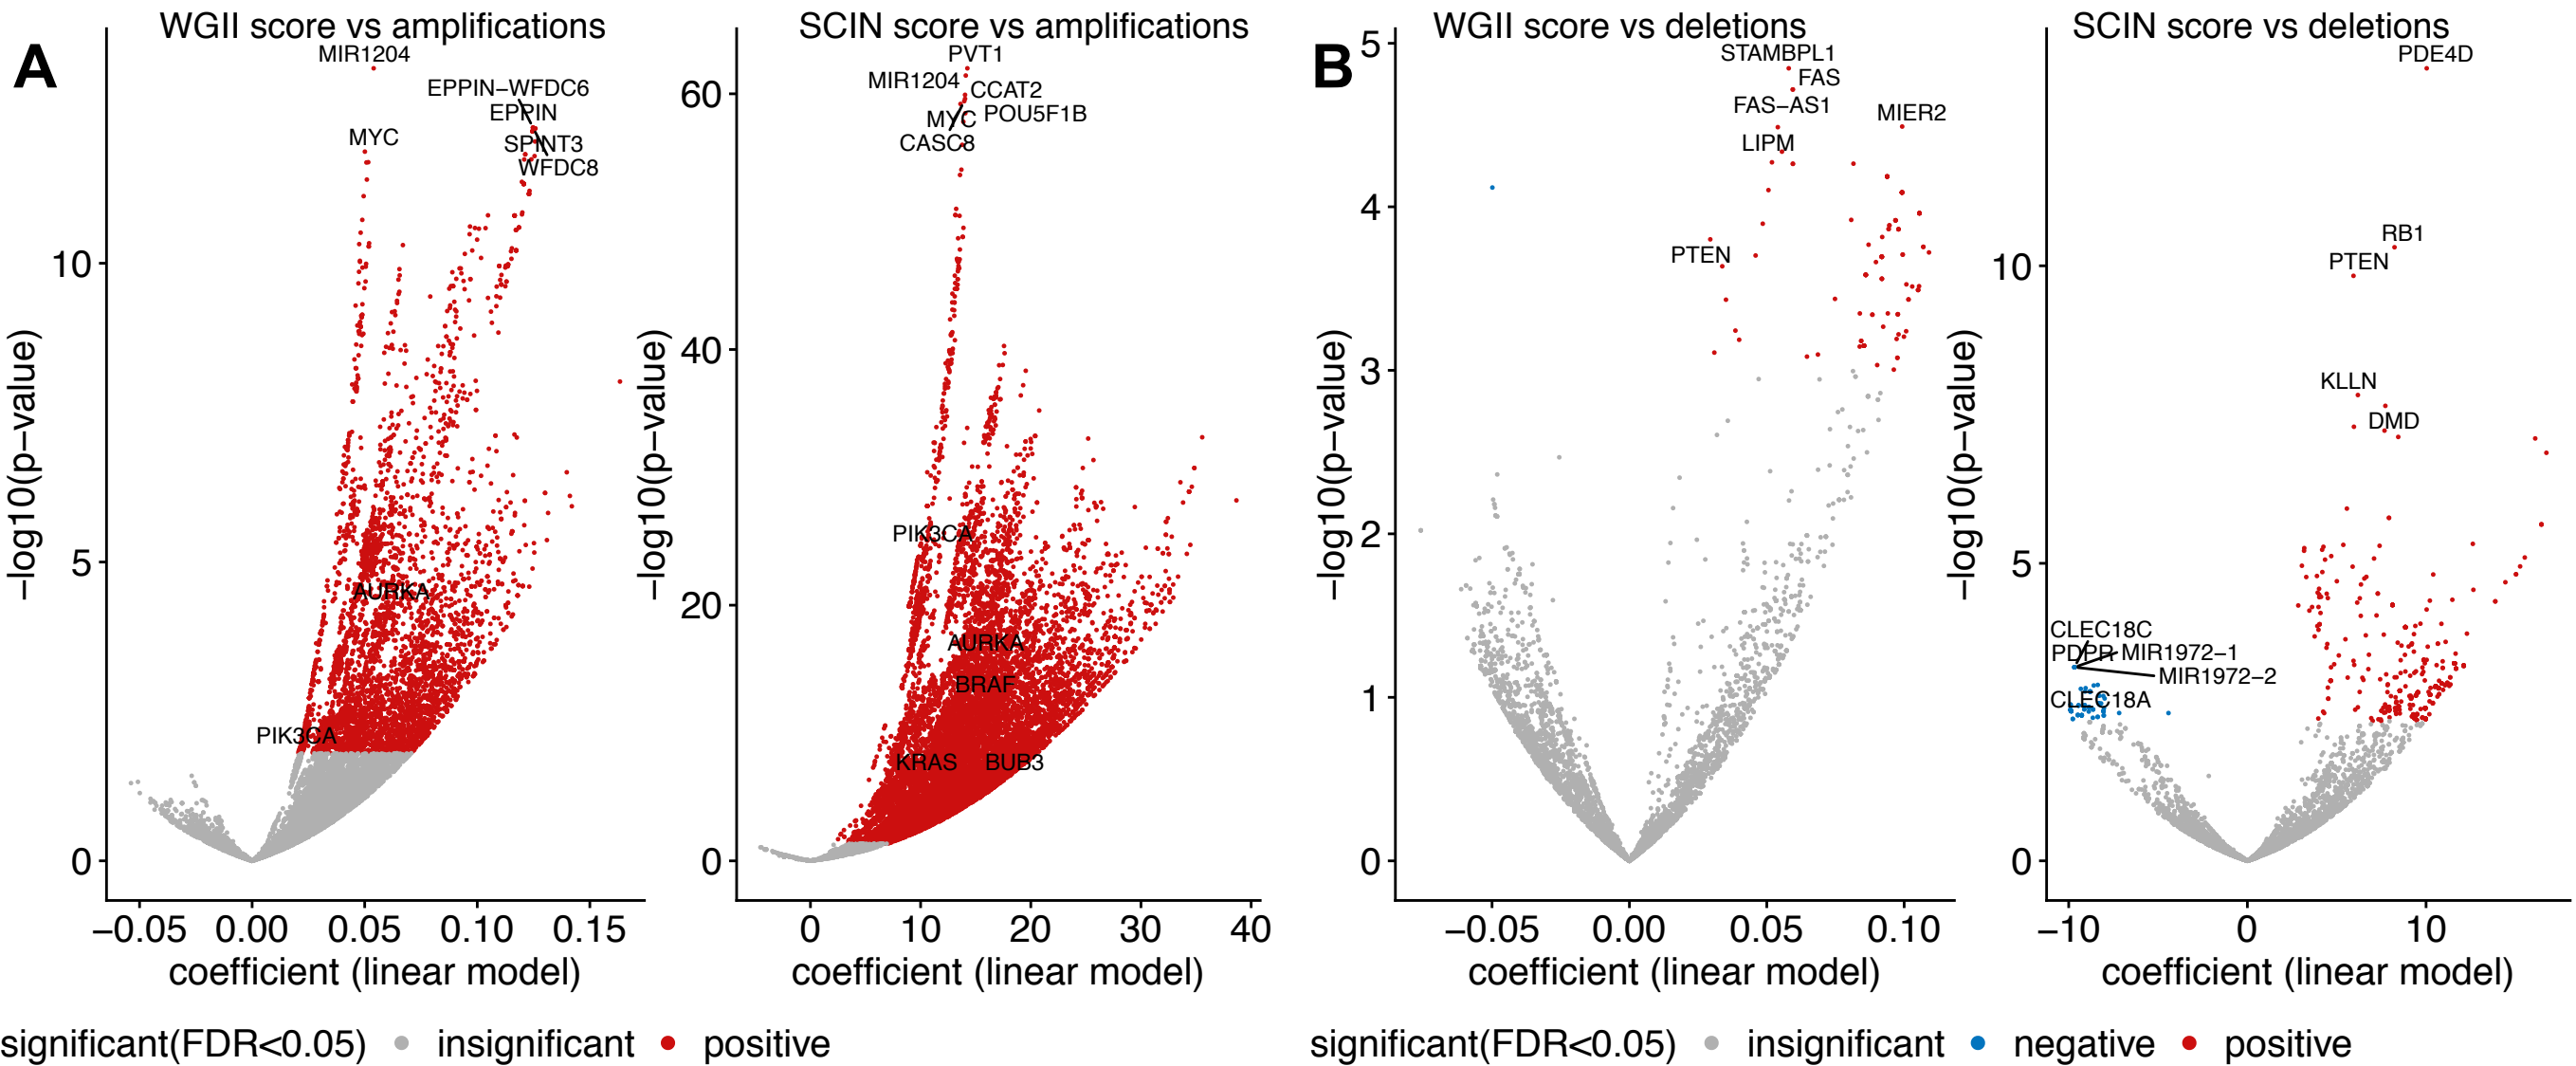 A
WGII score vs amplifications
MIR1204
EPPIN−WFDC6
EPPIN
MYC
SPINT3
WFDC8
AURKA
PIK3CA
−log10(p−value)
10
5
0
−0.05 0.00 0.05 0.10 0.15
coefficient (linear model)
SCIN score vs amplifications
PVT1
MIR1204
CCAT2
POU5F1B
MYC
CASC8
PIK3CA
AURKA
BRAF
KRAS
BUB3
−log10(p−value)
60
40
20
0
0 10 20 30 40
coefficient (linear model)
significant(FDR<0.05) insignificant positive
B
WGII score vs deletions
STAMBPL1
FAS
FAS−AS1
MIER2
LIPM
PTEN
−log10(p−value)
5
4
3
2
1
0
−0.05 0.00 0.05 0.10
coefficient (linear model)
SCIN score vs deletions
PDE4D
RB1
PTEN
KLLN
DMD
CLEC18C
PDPR
MIR1972−1
MIR1972−2
CLEC18A
−log10(p−value)
10
5
0
−10 0 10
coefficient (linear model)
significant(FDR<0.05) insignificant negative positive